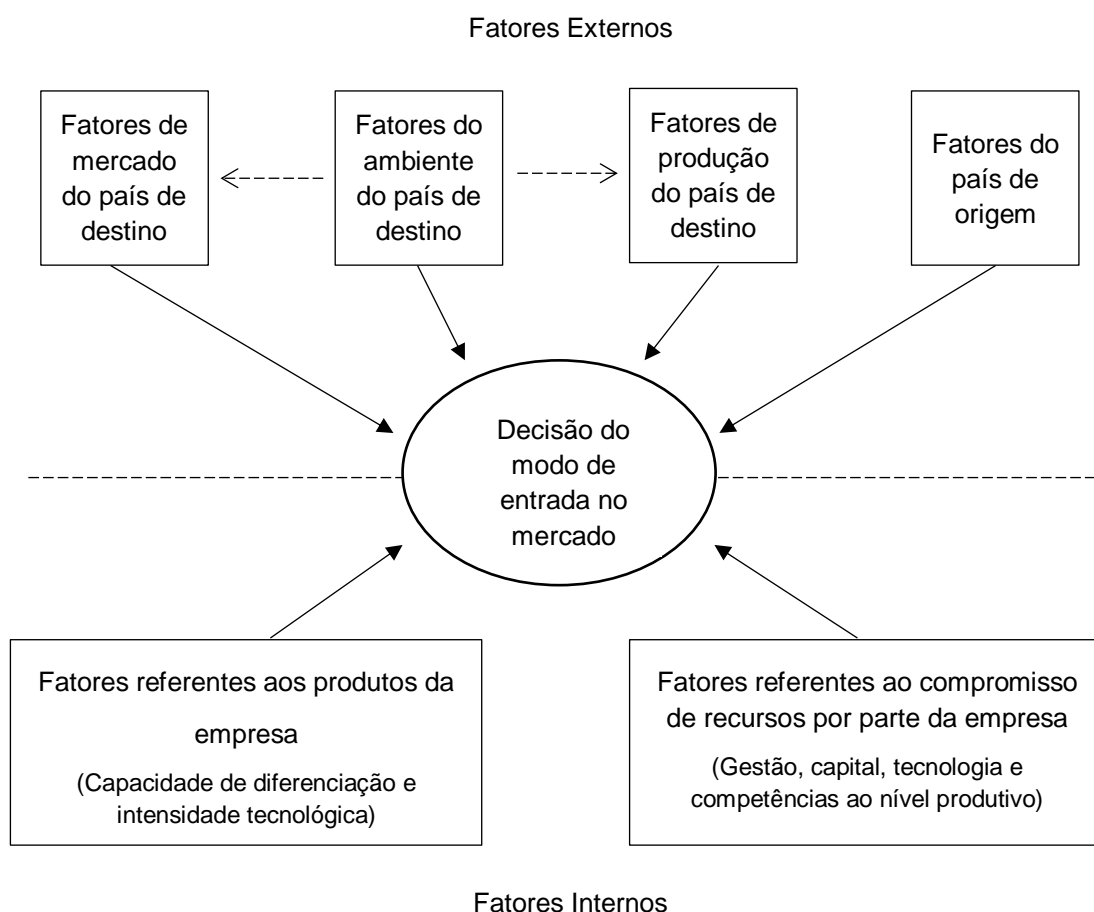 Fatores Externos
Fatores de
mercado
do país de
destino
Fatores do
ambiente
do país de
destino
Fatores de
produção
do país de
destino
Fatores do
país de
origem
Decisão do
modo de
entrada no
mercado
Fatores referentes aos produtos da
empresa
(Capacidade de diferenciação e
intensidade tecnológica)
Fatores referentes ao compromisso
de recursos por parte da empresa
(Gestão, capital, tecnologia e
competências ao nível produtivo)
Fatores Internos